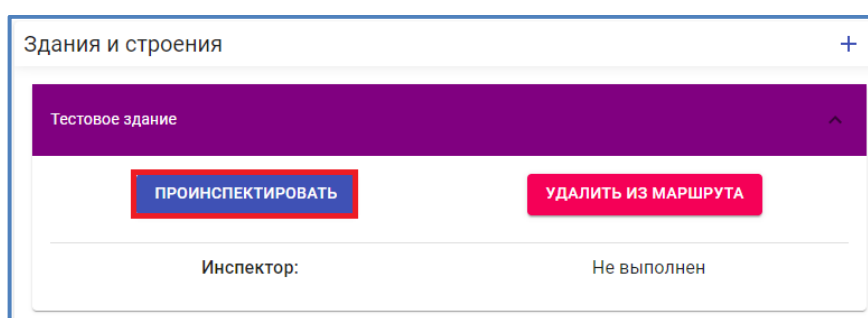 Здания и строения
+
Тестовое здание
ПРОИНСПЕКТИРОВАТЬ
УДАЛИТЬ ИЗ МАРШРУТА
Инспектор:
Не выполнен